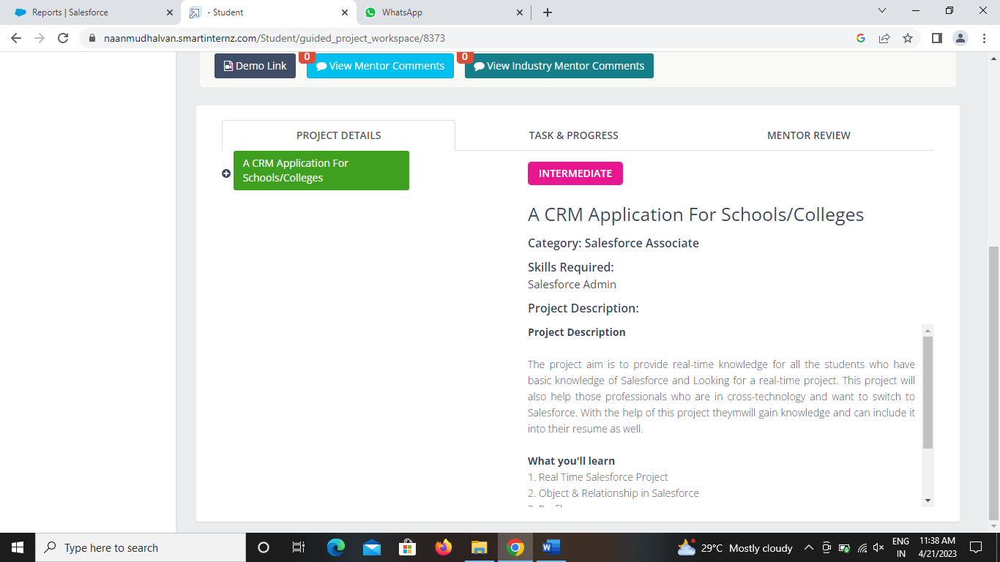 Reports | Salesforce
- Student
WhatsApp
naanmudhalvan.smartinternz.com/Student/guided_project_workspace/8373
Demo Link
0
View Mentor Comments
0
View Industry Mentor Comments
PROJECT DETAILS
TASK & PROGRESS
MENTOR REVIEW
A CRM Application For
Schools/Colleges
INTERMEDIATE
A CRM Application For Schools/Colleges
Category: Salesforce Associate
Skills Required:
Salesforce Admin
Project Description:
Project Description
The project aim is to provide real-time knowledge for all the students who have
basic knowledge of Salesforce and Looking for a real-time project. This project will
also help those professionals who are in cross-technology and want to switch to
Salesforce. With the help of this project theymwill gain knowledge and can include it
into their resume as well.
What you'll learn
1. Real Time Salesforce Project
2. Object & Relationship in Salesforce
Type here to search
29°C Mostly cloudy
ENG
IN
11:38 AM
4/21/2023